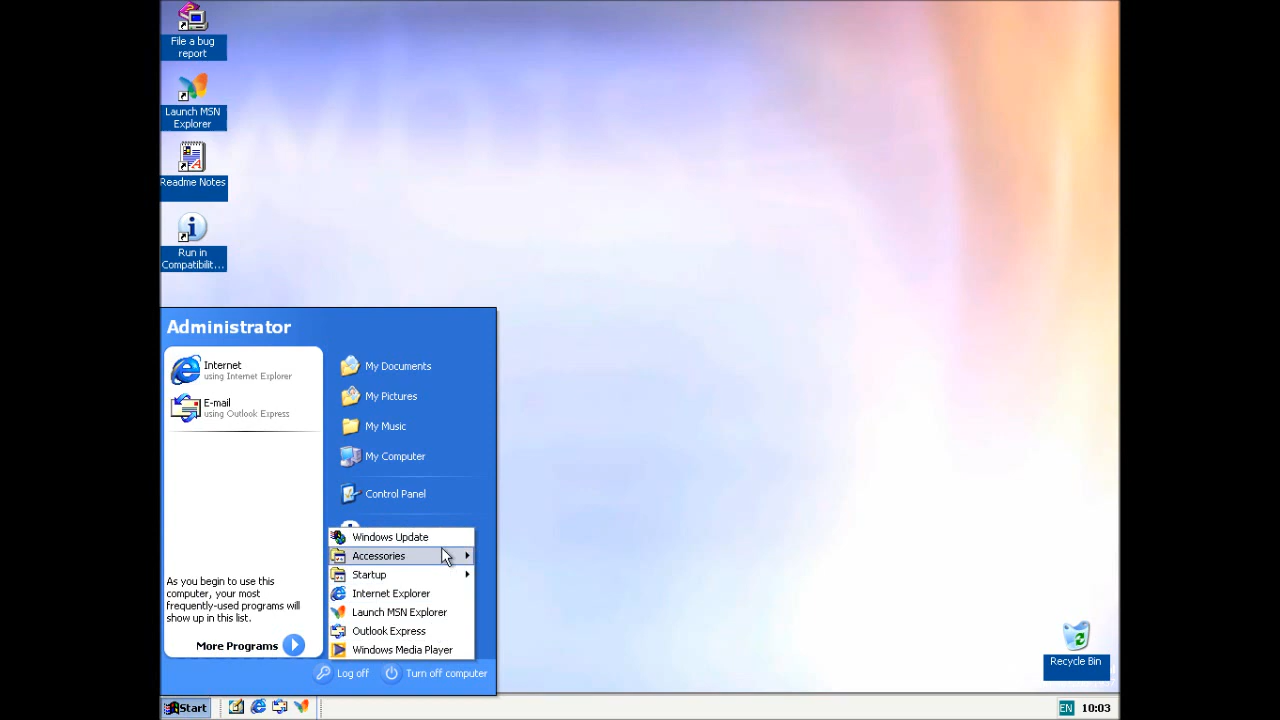 File a bug
report
Launch MSN
Explorer
Readme Notes
Run in
Compatibilit...
Administrator
Internet
using Internet Explorer
E-mail
using Outlook Express
As you begin to use this
computer, your most
frequently-used programs will
show up in this list.
More Programs
My Documents
My Pictures
My Music
My Computer
Control Panel
Windows Update
Accessories
Startup
Internet Explorer
Launch MSN Explorer
Outlook Express
Windows Media Player
Log off
Turn off computer
Recycle Bin
Start
EN
10:03